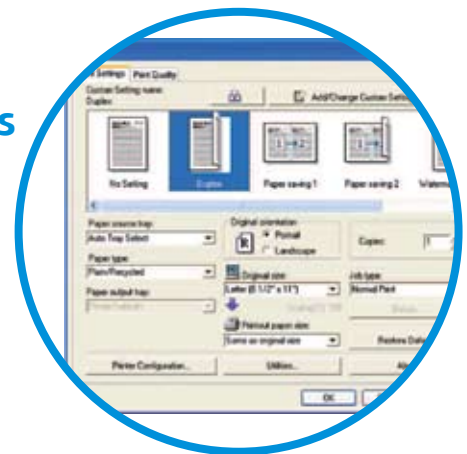 s
Settings Print Quality
Custom Setting name:
Duplex
Add/Change Custom Setti
No Setting Duplex Paper saving 1 Paper saving 2 Waterma
Paper source tray:
Auto Tray Select
Original orientation:
Portrait
Landscape
Copies: 1
Paper type:
Plain/Recycled
Original size:
Letter (8 1/2" x 11")
Job type:
Normal Print
Paper output tray:
Printout paper size:
Same as original size
Restore Defa
Printer Configuration... Utilities... Ab
OK